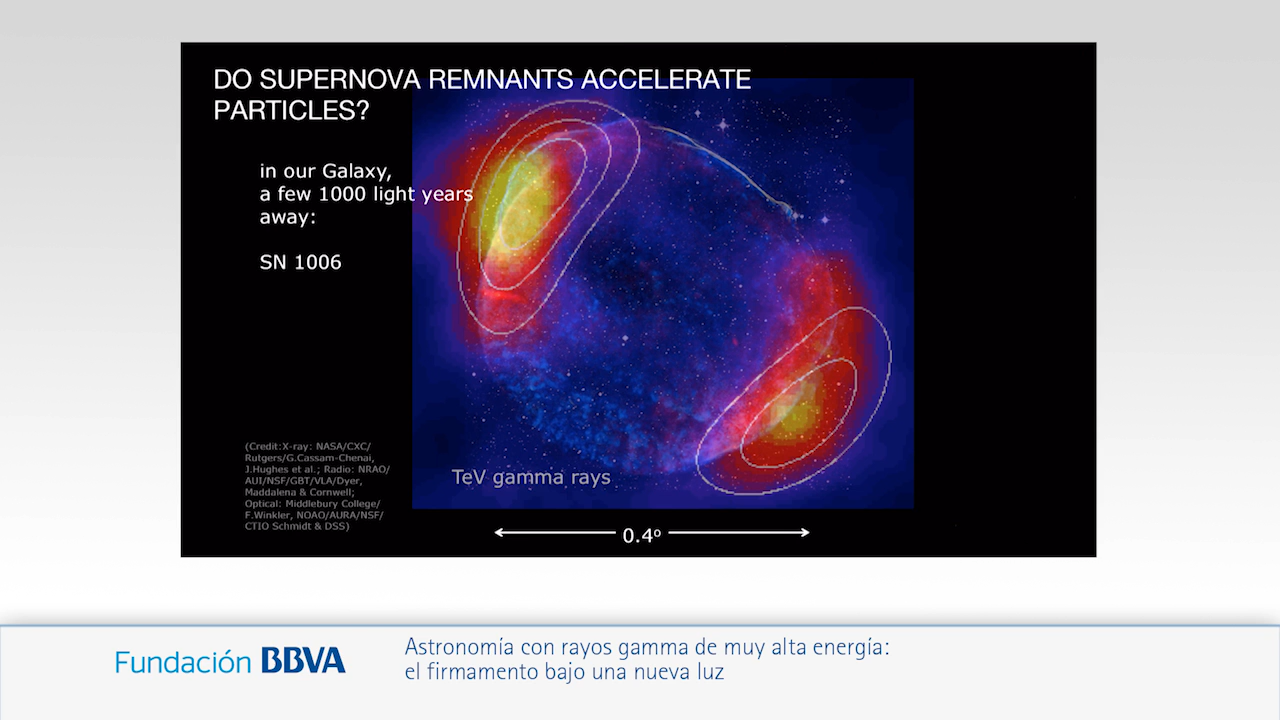 DO SUPERNOVA REMNANTS ACCELERATE
PARTICLES?
in our Galaxy,
a few 1000 light years
away:
SN 1006
(Credit:X-ray: NASA/CXC/
Rutgers/G.Cassam-Chenai,
J.Hughes et al.; Radio: NRAO/
AUI/NSF/GBT/VLA/Dyer,
Maddalena & Cornwell;
Optical: Middlebury College/
F.Winkler, NOAO/AURA/NSF/
CTIO Schmidt & DSS)
TeV gamma rays
0.4º
Fundación BBVA
Astronomía con rayos gamma de muy alta energía:
el firmamento bajo una nueva luz